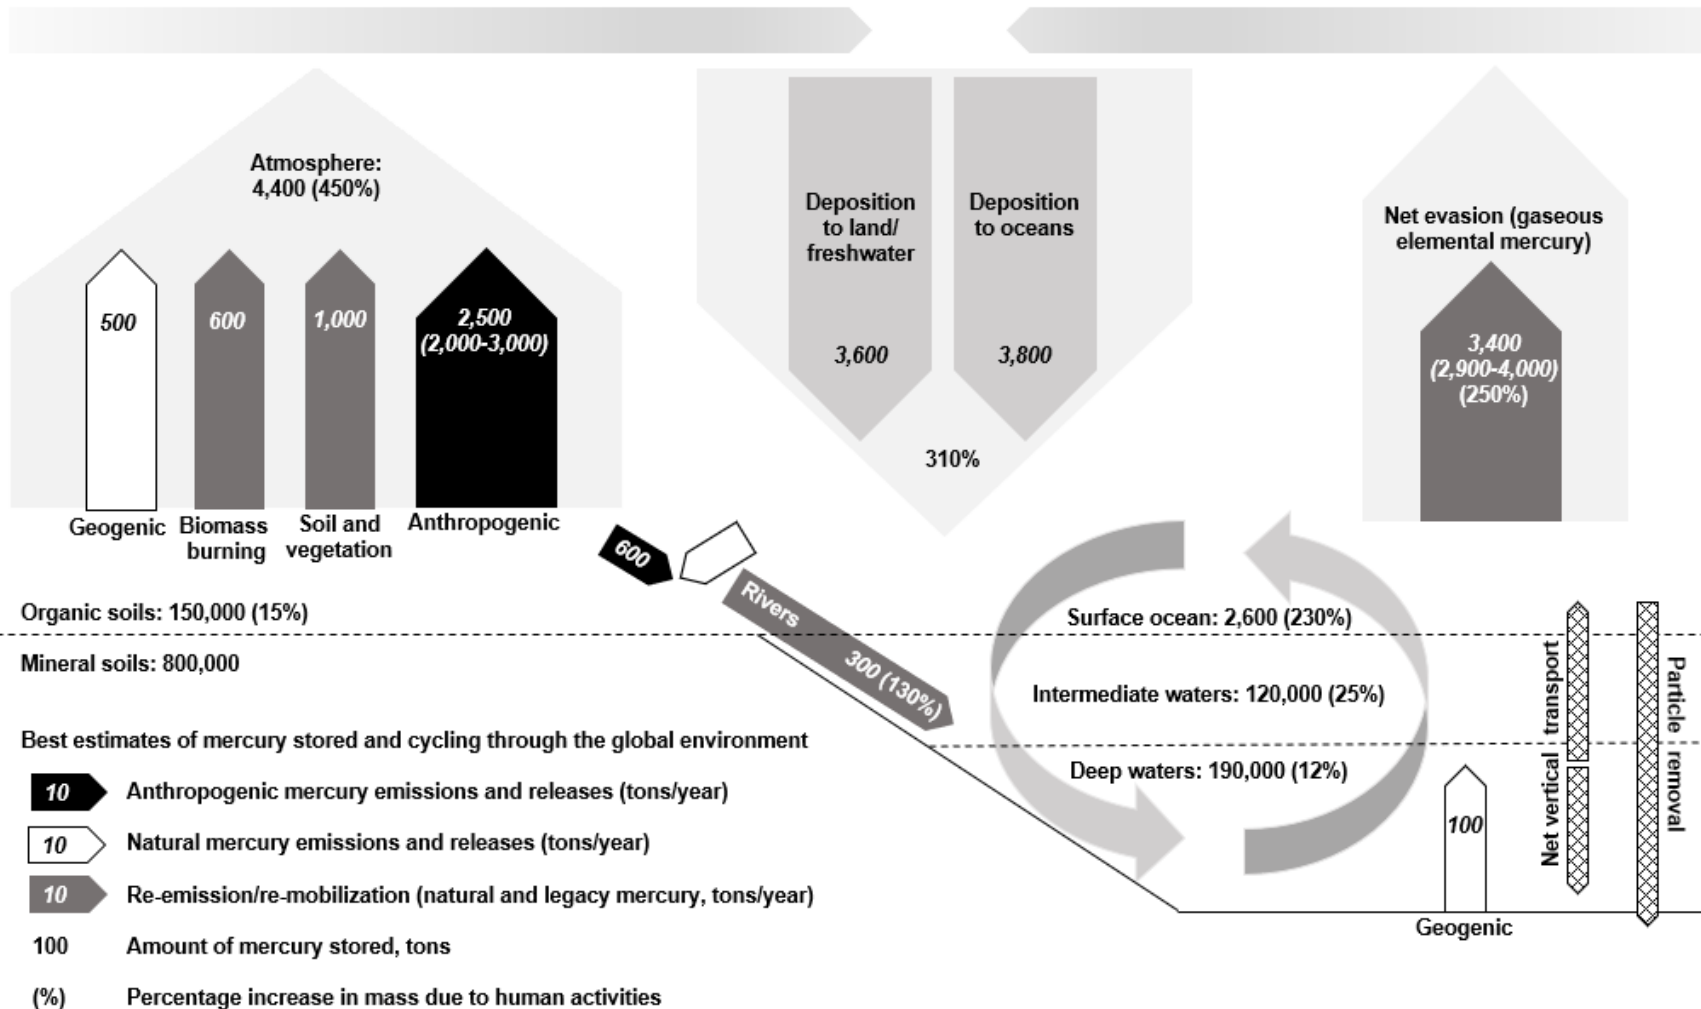 Atmosphere:
4,400 (450%)
500
600
1,000
2,500
(2,000-3,000)
Geogenic
Biomass
burning
Soil and
vegetation
Anthropogenic
Deposition
to land/
freshwater
3,600
Deposition
to oceans
3,800
310%
Net evasion (gaseous
elemental mercury)
3,400
(2,900-4,000)
(250%)
600
Rivers
300 (130%)
Organic soils: 150,000 (15%)
Mineral soils: 800,000
Surface ocean: 2,600 (230%)
Intermediate waters: 120,000 (25%)
Deep waters: 190,000 (12%)
100
Geogenic
Net vertical transport
Particle removal
Best estimates of mercury stored and cycling through the global environment
10 Anthropogenic mercury emissions and releases (tons/year)
10 Natural mercury emissions and releases (tons/year)
10 Re-emission/re-mobilization (natural and legacy mercury, tons/year)
100 Amount of mercury stored, tons
(%) Percentage increase in mass due to human activities